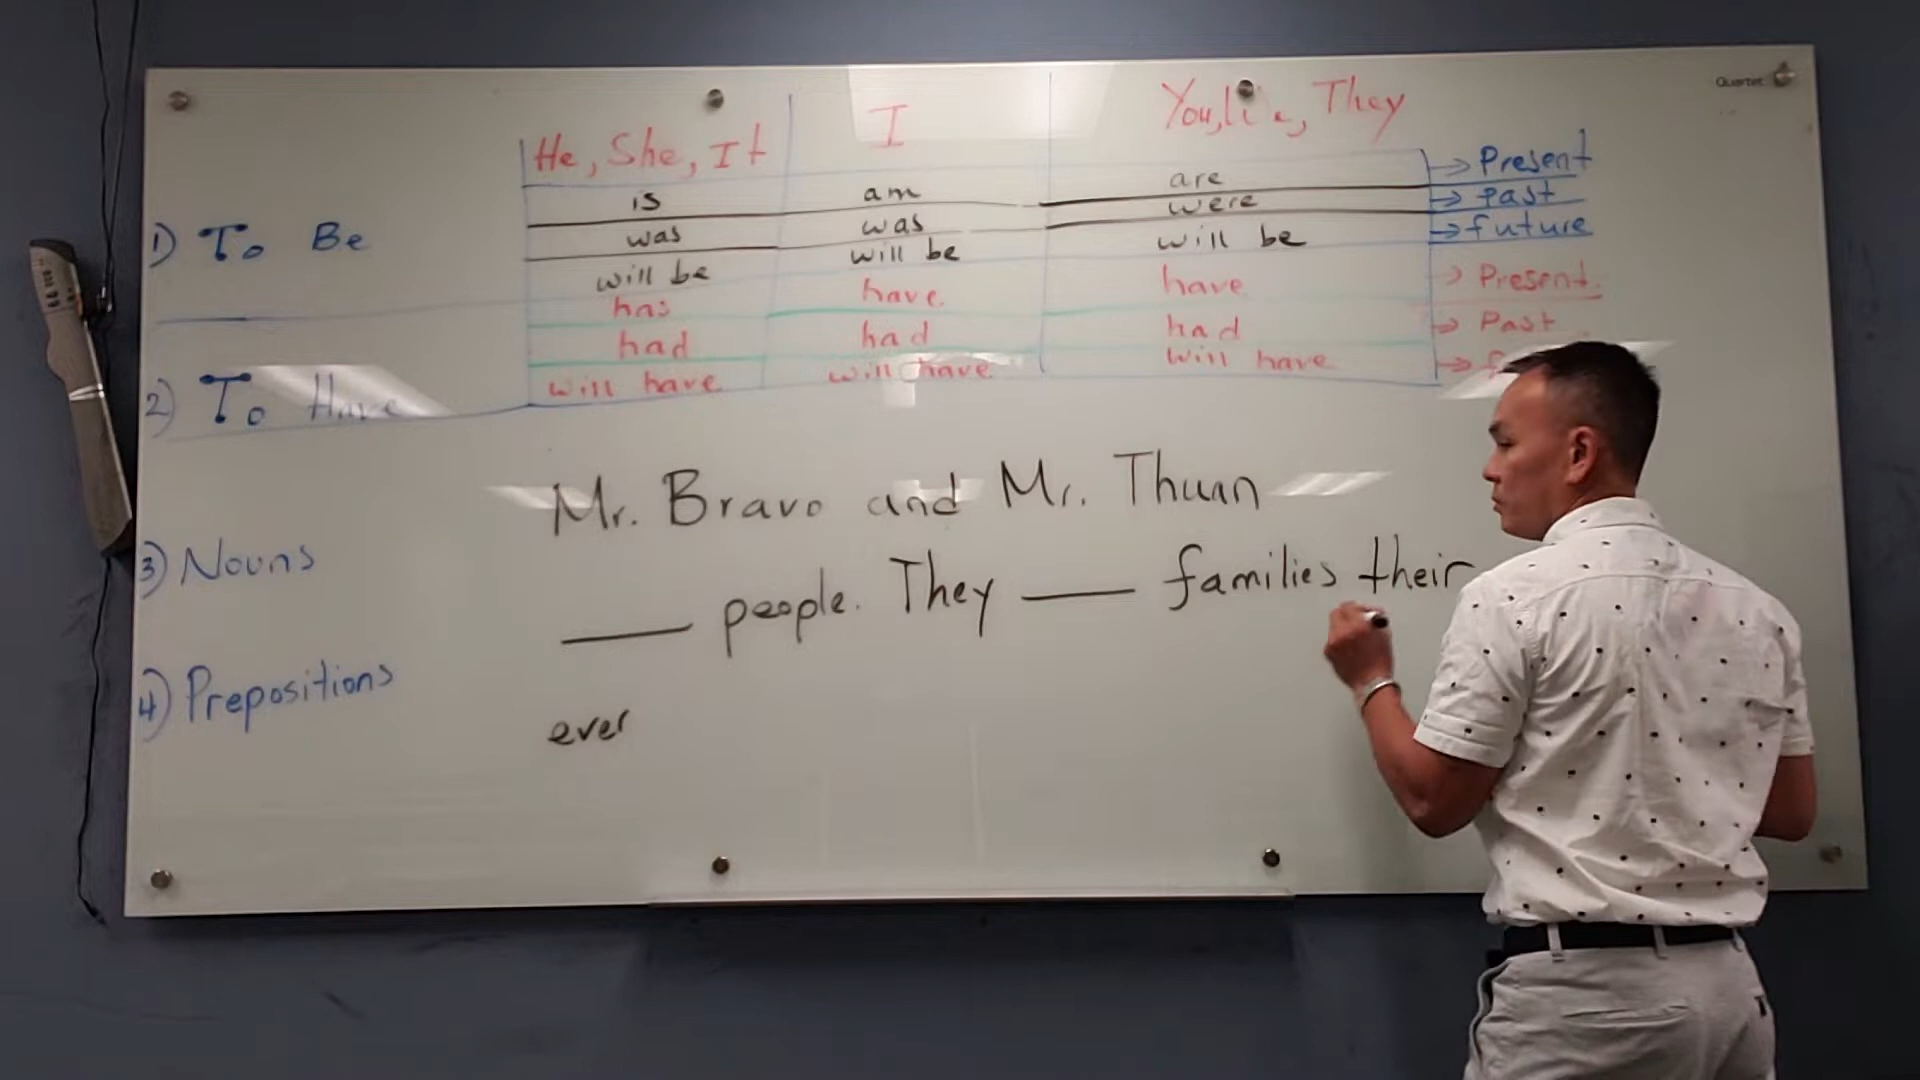 Quartet
He, She, It I You, They
is am are → Present
was was were → past
1) To Be will be will be will be → future
has have have → Present
had had had → Past
2) To Have will have will have will have →
Mr. Bravo and Mr. Thuan
3) Nouns ___ people. They ___ families their
4) Prepositions
ever